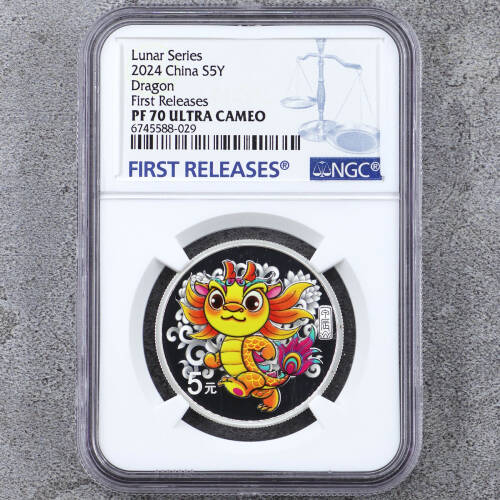 Lunar Series
2024 China S5Y
Dragon
First Releases
PF 70 ULTRA CAMEO
6745588-029
FIRST RELEASES®
NGC®
5元